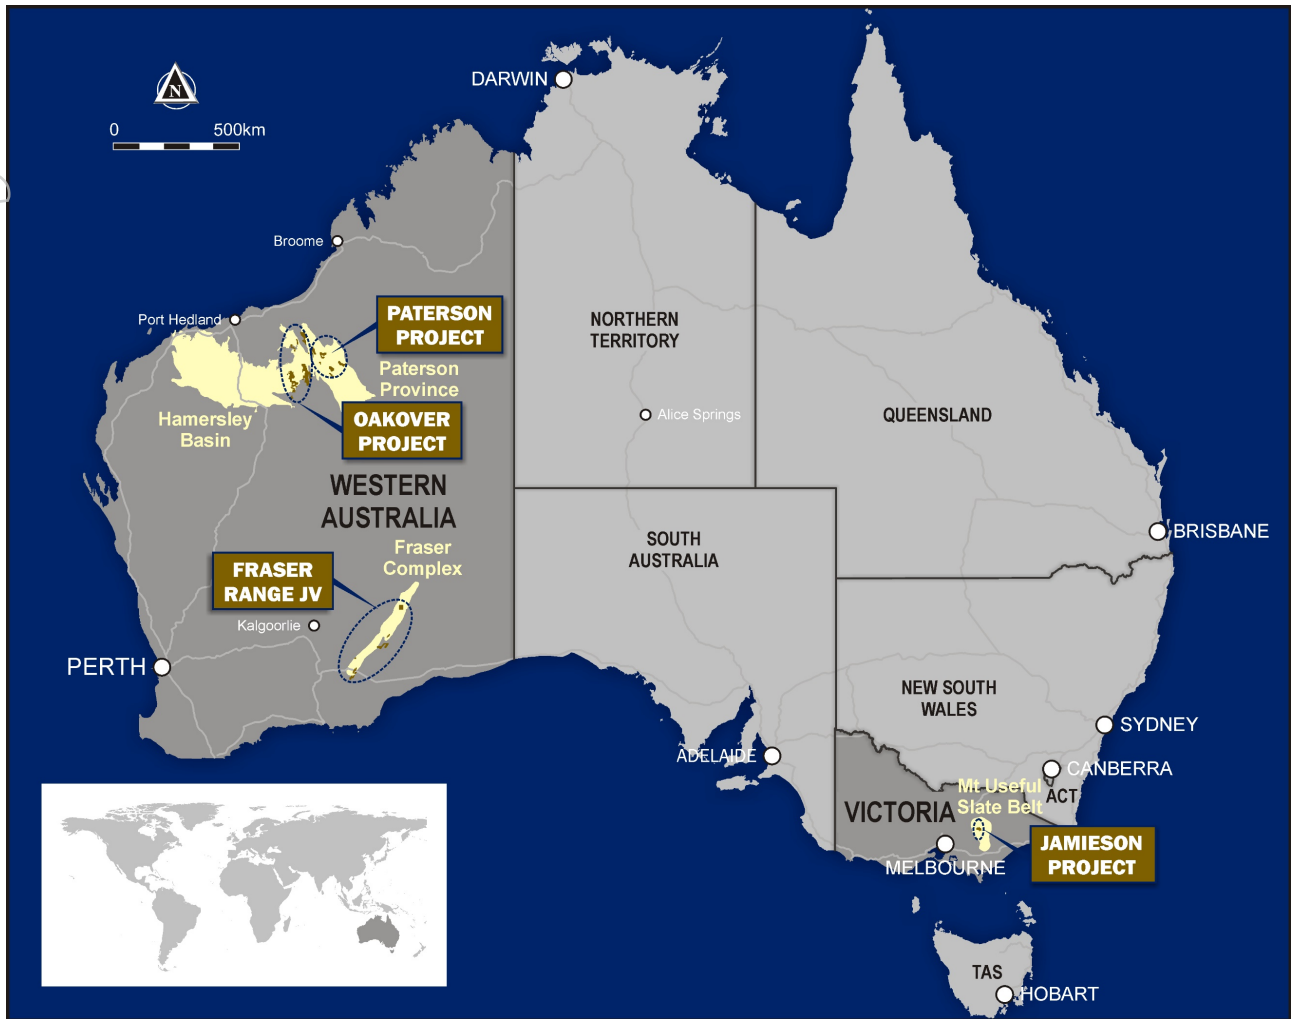 DARWIN
N
0 500km
Broome
PATERSON
PROJECT
Port Hedland
NORTHERN
TERRITORY
Paterson
Province
Hamersley
Basin
OAKOVER
PROJECT
Alice Springs
QUEENSLAND
WESTERN
AUSTRALIA
SOUTH
AUSTRALIA
BRISBANE
Fraser
Complex
FRASER
RANGE JV
Kalgoorlie
PERTH
NEW SOUTH
WALES
SYDNEY
ADELAIDE
CANBERRA
Mt Useful
Slate Belt
ACT
VICTORIA
JAMIESON
PROJECT
MELBOURNE
TAS
HOBART